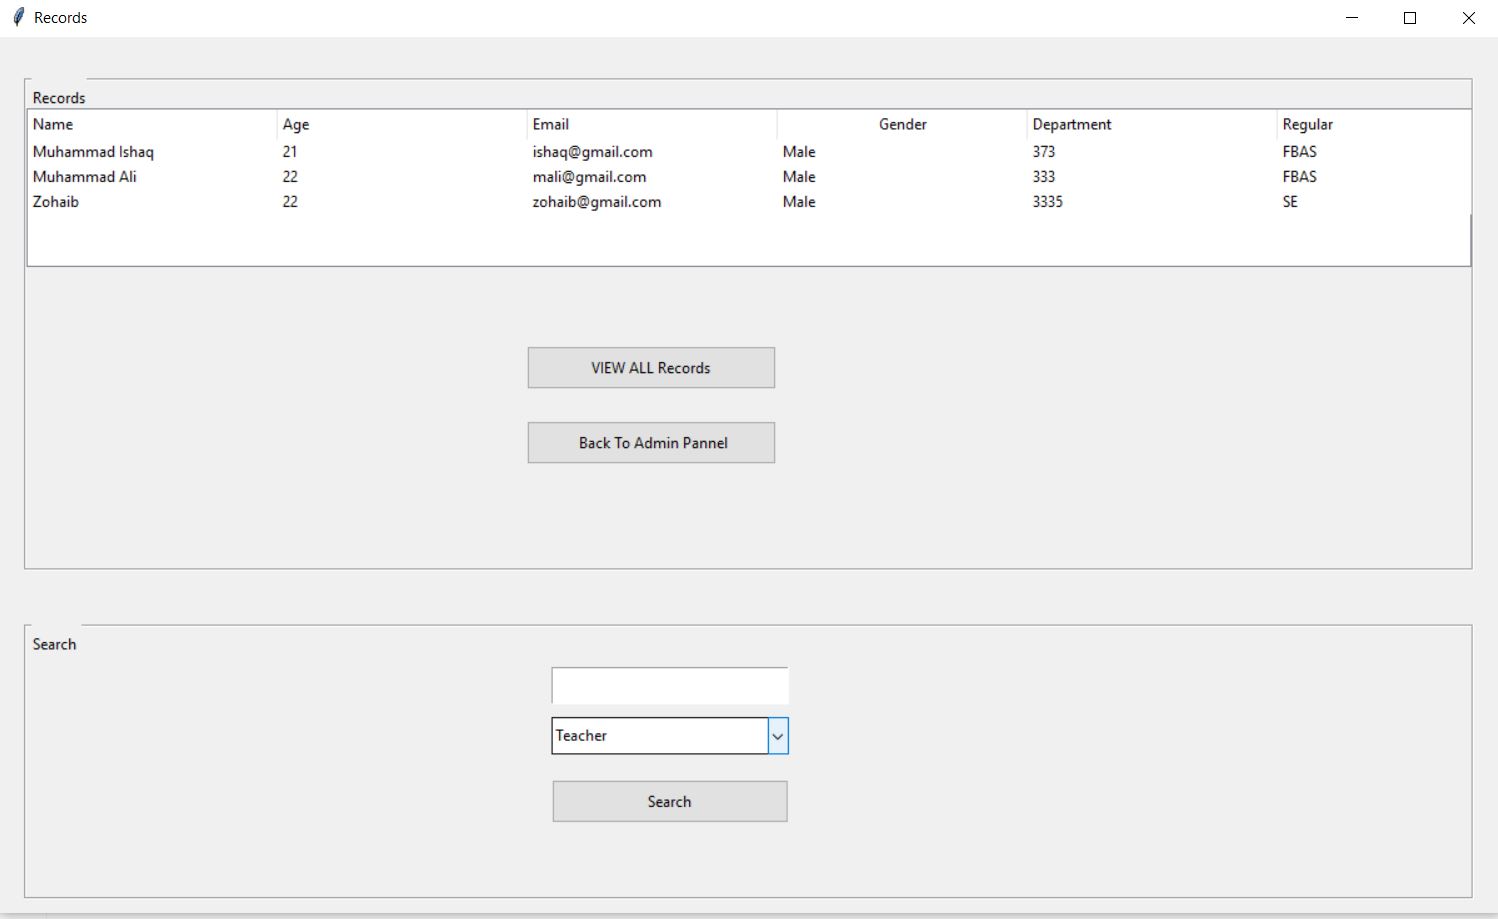 Records
Records
Name Age Email Gender Department Regular
Muhammad Ishaq 21 ishaq@gmail.com Male 373 FBAS
Muhammad Ali 22 mali@gmail.com Male 333 FBAS
Zohaib 22 zohaib@gmail.com Male 3335 SE
VIEW ALL Records
Back To Admin Pannel
Search
Teacher
Search